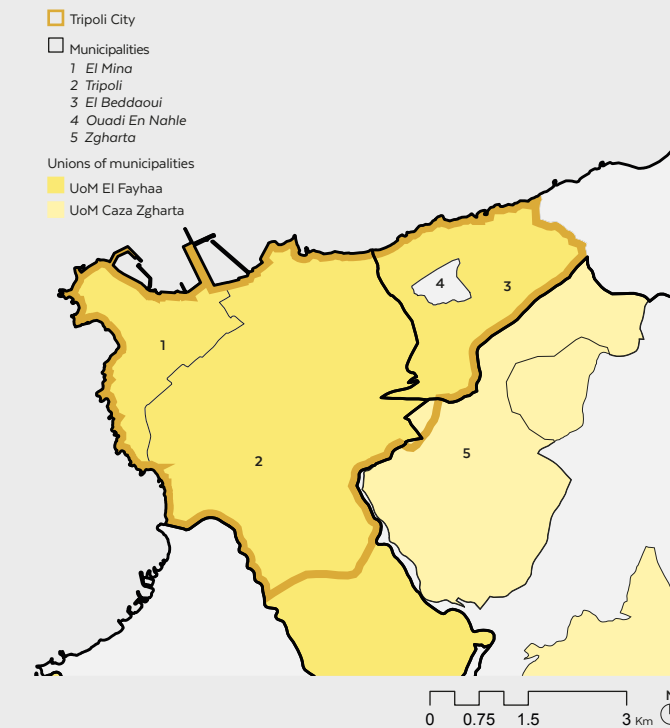 Tripoli City
Municipalities
1 El Mina
2 Tripoli
3 El Beddaoui
4 Ouadi En Nahle
5 Zgharta
Unions of municipalities
UoM El Fayhaa
UoM Caza Zgharta
4
3
1
2
5
0 0.75 1.5 3 Km